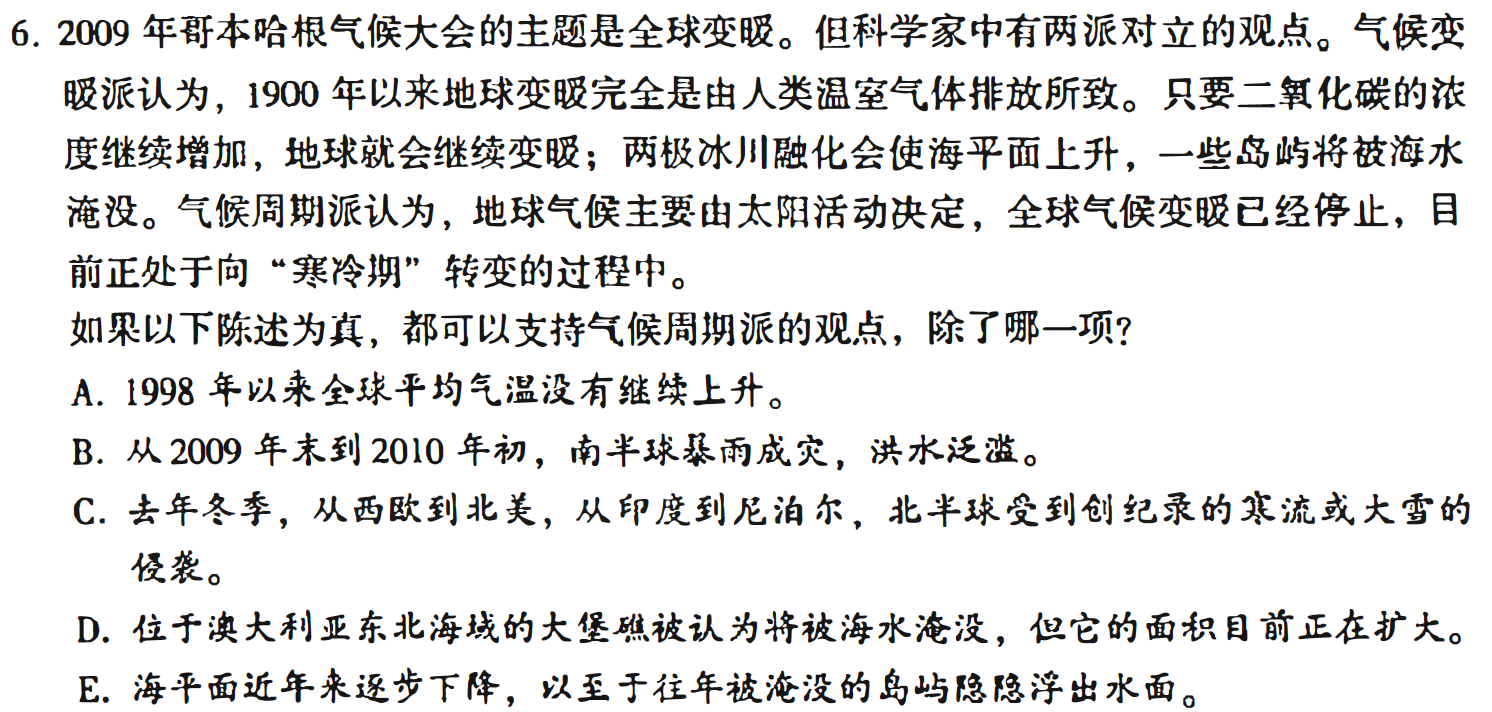 6. 2009 年哥本哈根气候大会的主题是全球变暖。但科学家中有两派对立的观点。气候变
暖派认为，1900 年以来地球变暖完全是由人类温室气体排放所致。只要二氧化碳的浓
度继续增加，地球就会继续变暖；两极冰川融化会使海平面上升，一些岛屿将被海水
淹没。气候周期派认为，地球气候主要由太阳活动决定，全球气候变暖已经停止，目
前正处于向“寒冷期”转变的过程中。
如果以下陈述为真，都可以支持气候周期派的观点，除了哪一项？
A. 1998 年以来全球平均气温没有继续上升。
B. 从 2009 年末到 2010 年初，南半球暴雨成灾，洪水泛滥。
C. 去年冬季，从西欧到北美，从印度到尼泊尔，北半球受到创纪录的寒流或大雪的
侵袭。
D. 位于澳大利亚东北海域的大堡礁被认为将被海水淹没，但它的面积目前正在扩大。
E. 海平面近年来逐步下降，以至于往年被淹没的岛屿隐隐浮出水面。